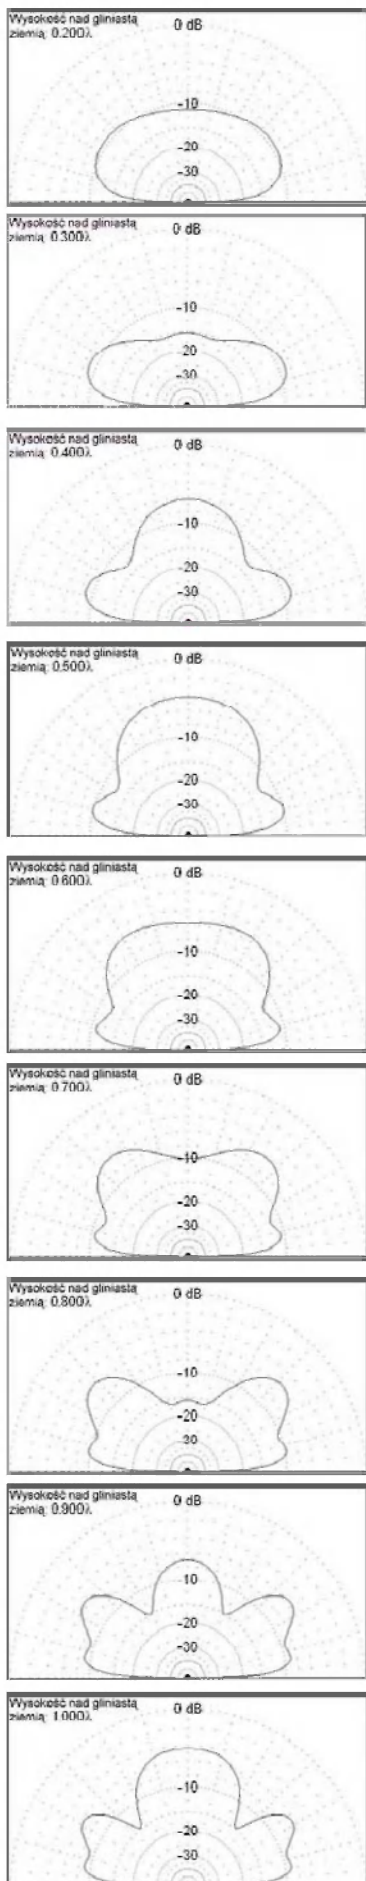 Wysokość nad gliniastą
ziemią: 0.200λ
0 dB
-10
-20
-30
Wysokość nad gliniastą
ziemią: 0.300λ
0 dB
-10
20
-30
Wysokość nad gliniastą
ziemią: 0.400λ
0 dB
-10
-20
-30
Wysokość nad gliniastą
ziemią: 0.500λ
0 dB
-10
-20
-30
Wysokość nad gliniastą
ziemią: 0.600λ
0 dB
-10
-20
-30
Wysokość nad gliniastą
ziemią: 0.700λ
0 dB
-10
-20
-30
Wysokość nad gliniastą
ziemią: 0.800λ
0 dB
-10
-20
30
Wysokość nad gliniastą
ziemią: 0.900λ
0 dB
-10
-20
-30
Wysokość nad gliniastą
ziemią: 1.000λ
0 dB
-10
-20
-30